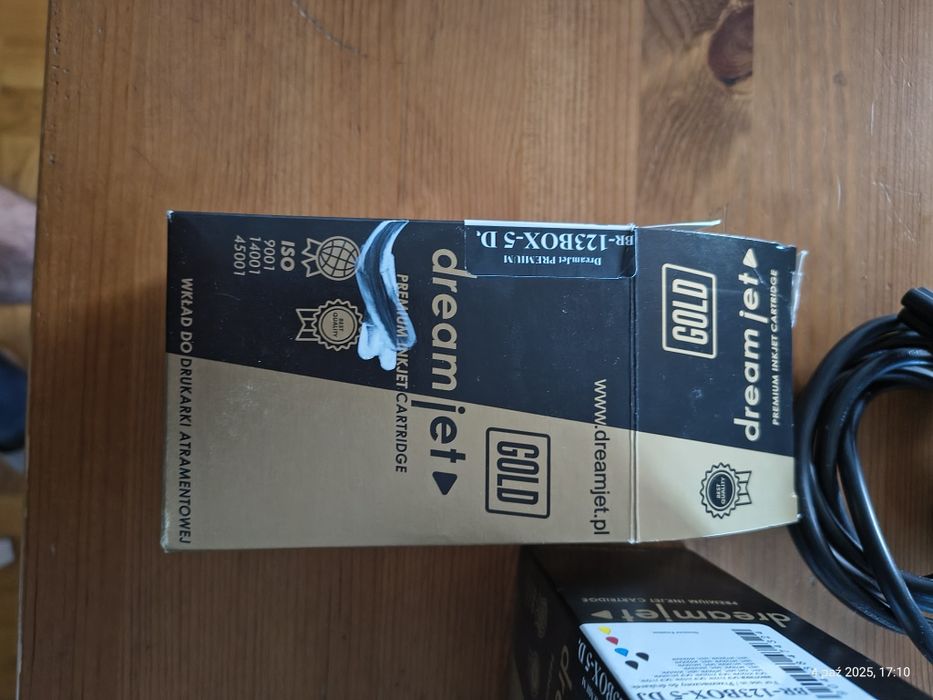 DreamJet PREMIUM
BR-123BOX-5 D,
dreamjet
PREMIUM INKJET CARTRIDGE
GOLD
www.dreamjet.pl
ISO
9001
14001
45001
BEST
QUALITY
WKŁAD DO DRUKARKI ATRAMENTOWEJ
GOLD
dreamjet
PREMIUM INKJET CARTRIDGE
BEST
QUALITY
dreamjet
PREMIUM INKJET CARTRIDGE
BR-123BOX-5 D,
paź 2025, 17:10